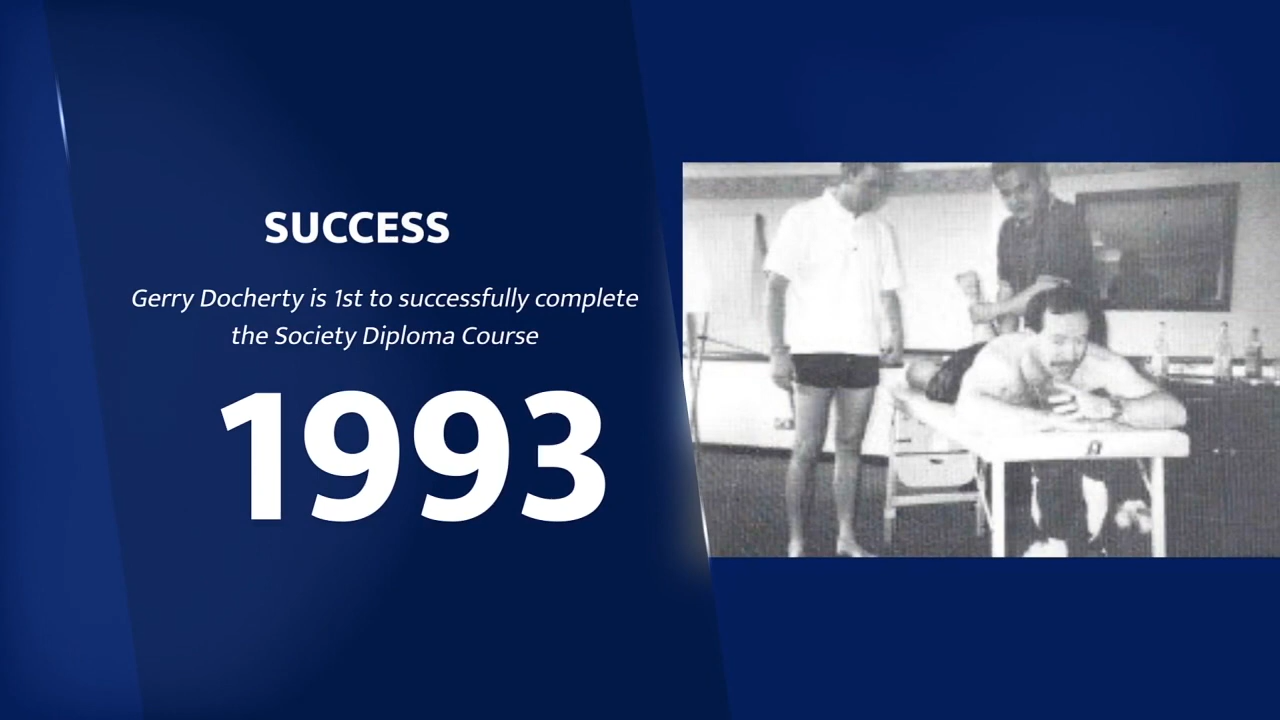 SUCCESS
Gerry Docherty is 1st to successfully complete
the Society Diploma Course
1993